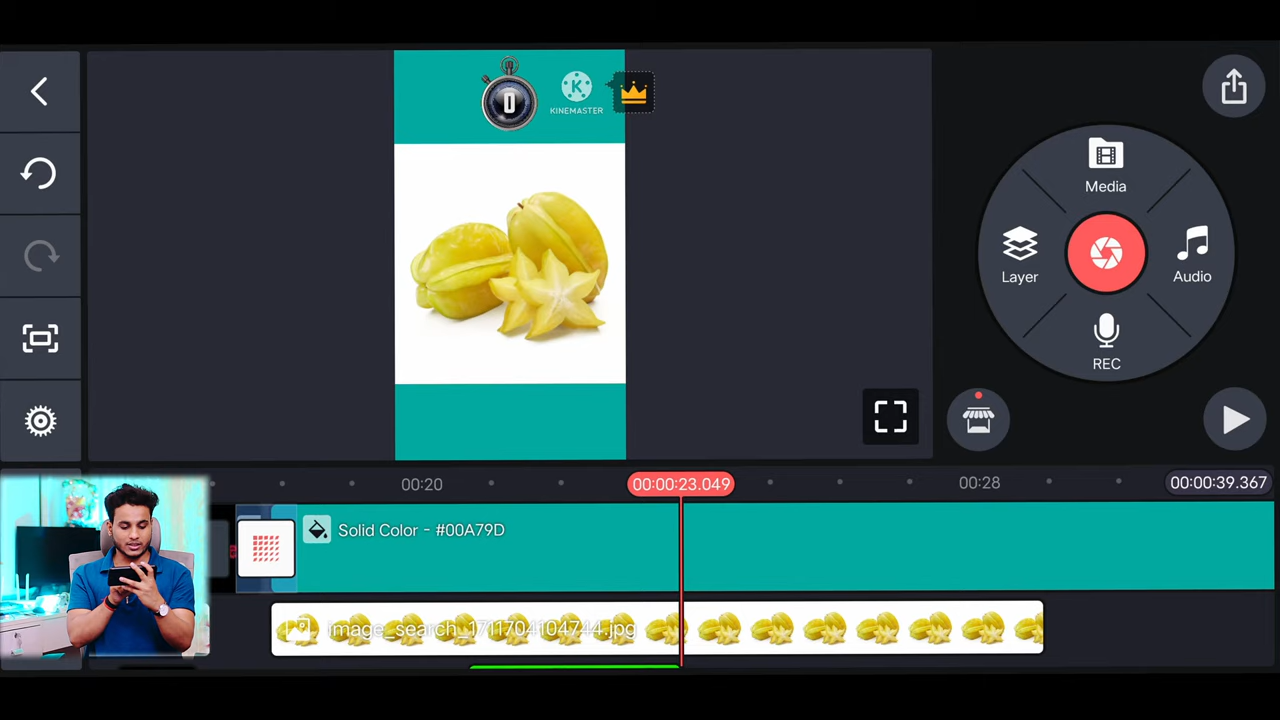 0
K
KINEMASTER
Media
Layer
Audio
REC
00:20
00:00:23.049
00:28
00:00:39.367
Solid Color - #00A79D
image_search_1711704104744.jpg